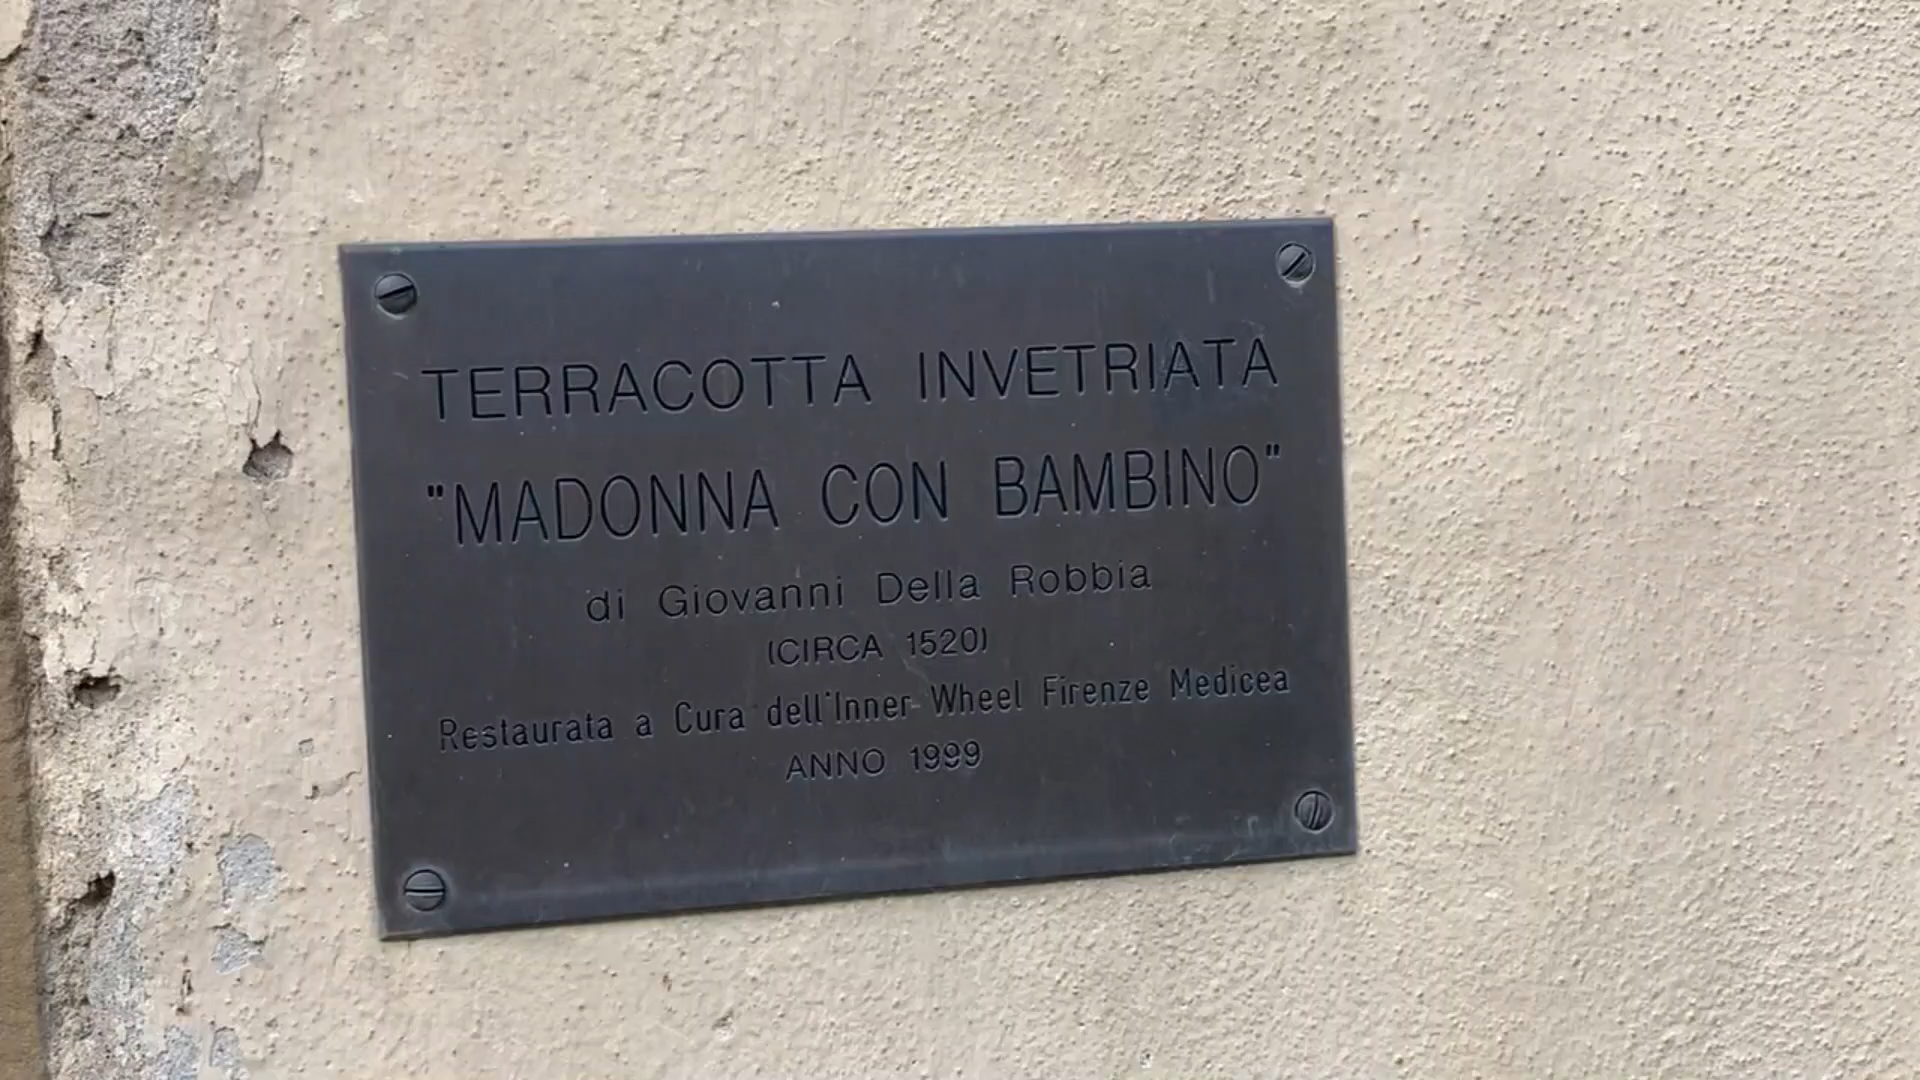 TERRACOTTA INVETRIATA
"MADONNA CON BAMBINO"
di Giovanni Della Robbia
(CIRCA 1520)
Restaurata a Cura dell'Inner Wheel Firenze Medicea
ANNO 1999